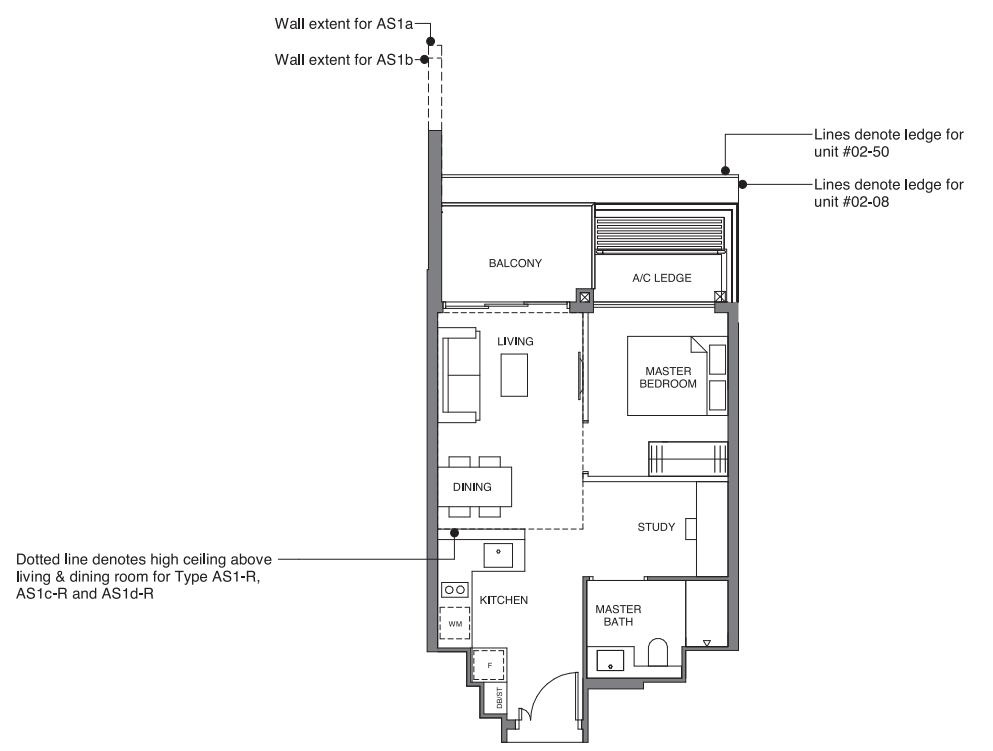 Wall extent for AS1a
Wall extent for AS1b
Lines denote ledge for
unit #02-50
Lines denote ledge for
unit #02-08
BALCONY
A/C LEDGE
LIVING
MASTER
BEDROOM
DINING
STUDY
Dotted line denotes high ceiling above
living & dining room for Type AS1-R,
AS1c-R and AS1d-R
KITCHEN
MASTER
BATH
WM
F
DB/ST